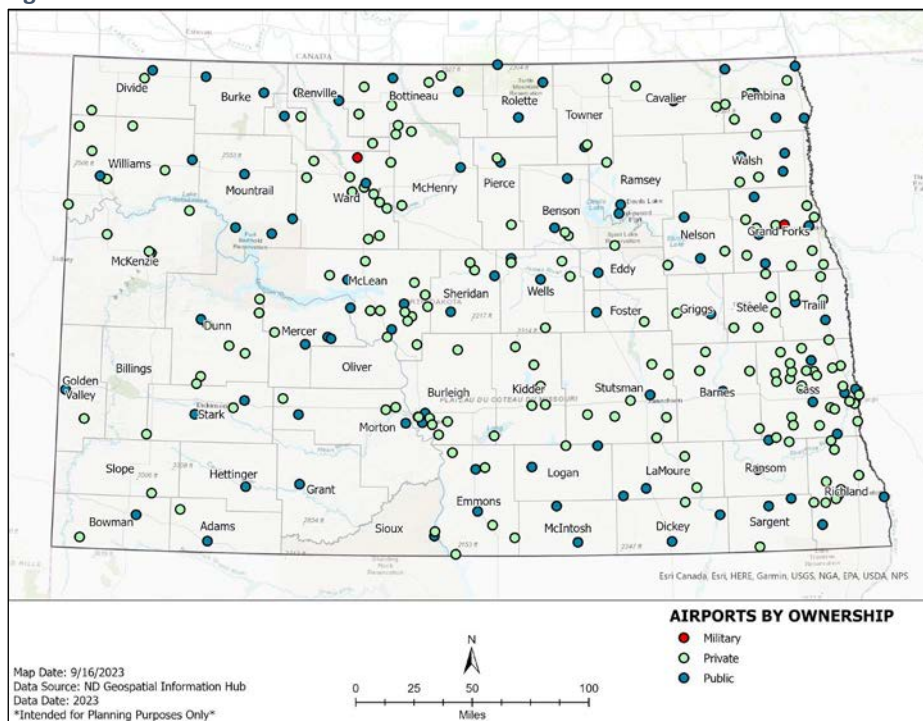 CANADA
Divide
Burke
Renville
Bottineau
Rolette
Towner
Cavalier
Pembina
Williams
Mountrail
Ward
McHenry
Pierce
Benson
Ramsey
Walsh
Nelson
Grand Forks
McKenzie
McLean
Sheridan
Wells
Eddy
Foster
Griggs
Steele
Traill
Dunn
Mercer
Oliver
Billings
Golden
Valley
Stark
Morton
Burleigh
Kidder
Stutsman
Barnes
Cass
Slope
Hettinger
Grant
Emmons
Logan
LaMoure
Ransom
Richland
Bowman
Adams
Sioux
McIntosh
Dickey
Sargent
Esri Canada, Esri, HERE, Garmin, USGS, NGA, EPA, USDA, NPS
AIRPORTS BY OWNERSHIP
Military
Private
Public
N
0 25 50 100
Miles
Map Date: 9/16/2023
Data Source: ND Geospatial Information Hub
Data Date: 2023
*Intended for Planning Purposes Only*